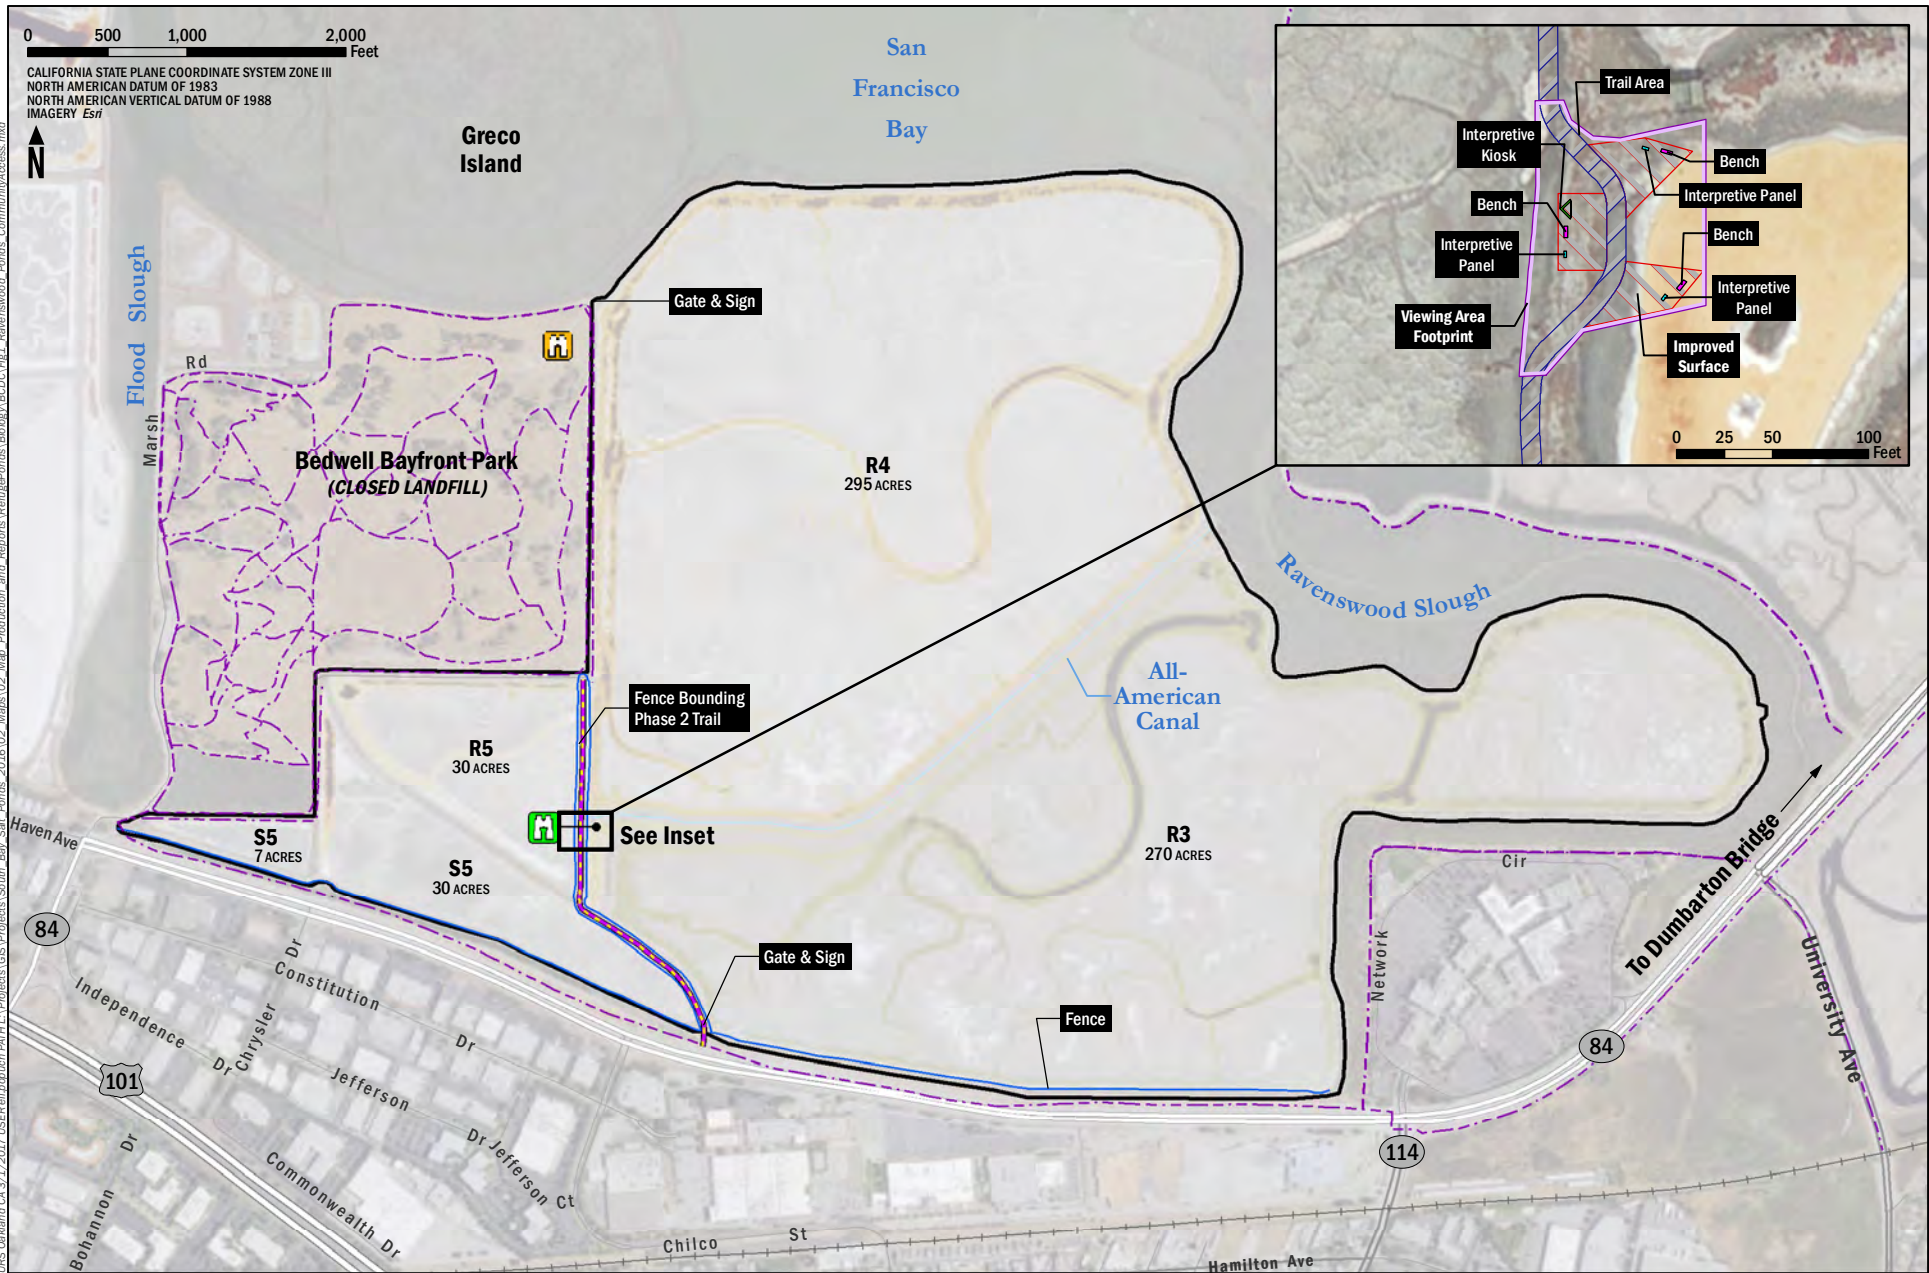 0 500 1,000 2,000
Feet
CALIFORNIA STATE PLANE COORDINATE SYSTEM ZONE III
NORTH AMERICAN DATUM OF 1983
NORTH AMERICAN VERTICAL DATUM OF 1988
IMAGERY Esri
N
San
Francisco
Bay
Greco
Island
Flood Slough
Gate & Sign
Rd
Marsh
Bedwell Bayfront Park
(CLOSED LANDFILL)
R4
295 ACRES
Trail Area
Interpretive
Kiosk
Bench
Interpretive Panel
Bench
Bench
Interpretive
Panel
Interpretive
Panel
Viewing Area
Footprint
Improved
Surface
0 25 50 100
Feet
Ravenswood Slough
All-
American
Canal
Fence Bounding
Phase 2 Trail
R5
30 ACRES
See Inset
S5
7 ACRES
S5
30 ACRES
R3
270 ACRES
Haven Ave
84
Cir
Network
To Dumbarton Bridge
University Ave
Gate & Sign
Fence
84
Dr
Constitution
Dr
Independence
Dr
Chrysler
Jefferson
Dr
Jefferson
Ct
101
Dr
Bohannon
Commonwealth Dr
Chilco St
Hamilton Ave
114